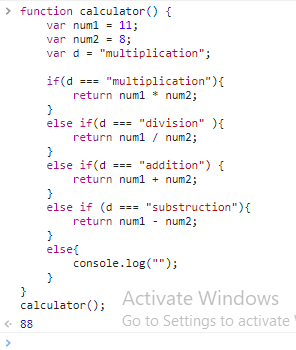 function calculator() {
    var num1 = 11;
    var num2 = 8;
    var d = "multiplication";

    if(d === "multiplication"){
        return num1 * num2;
    }
    else if(d === "division" ){
        return num1 / num2;
    }
    else if(d === "addition") {
        return num1 + num2;
    }
    else if (d === "substruction"){
        return num1 - num2;
    }
    else{
        console.log("");
    }
}
calculator();
88
Activate Windows
Go to Settings to activate